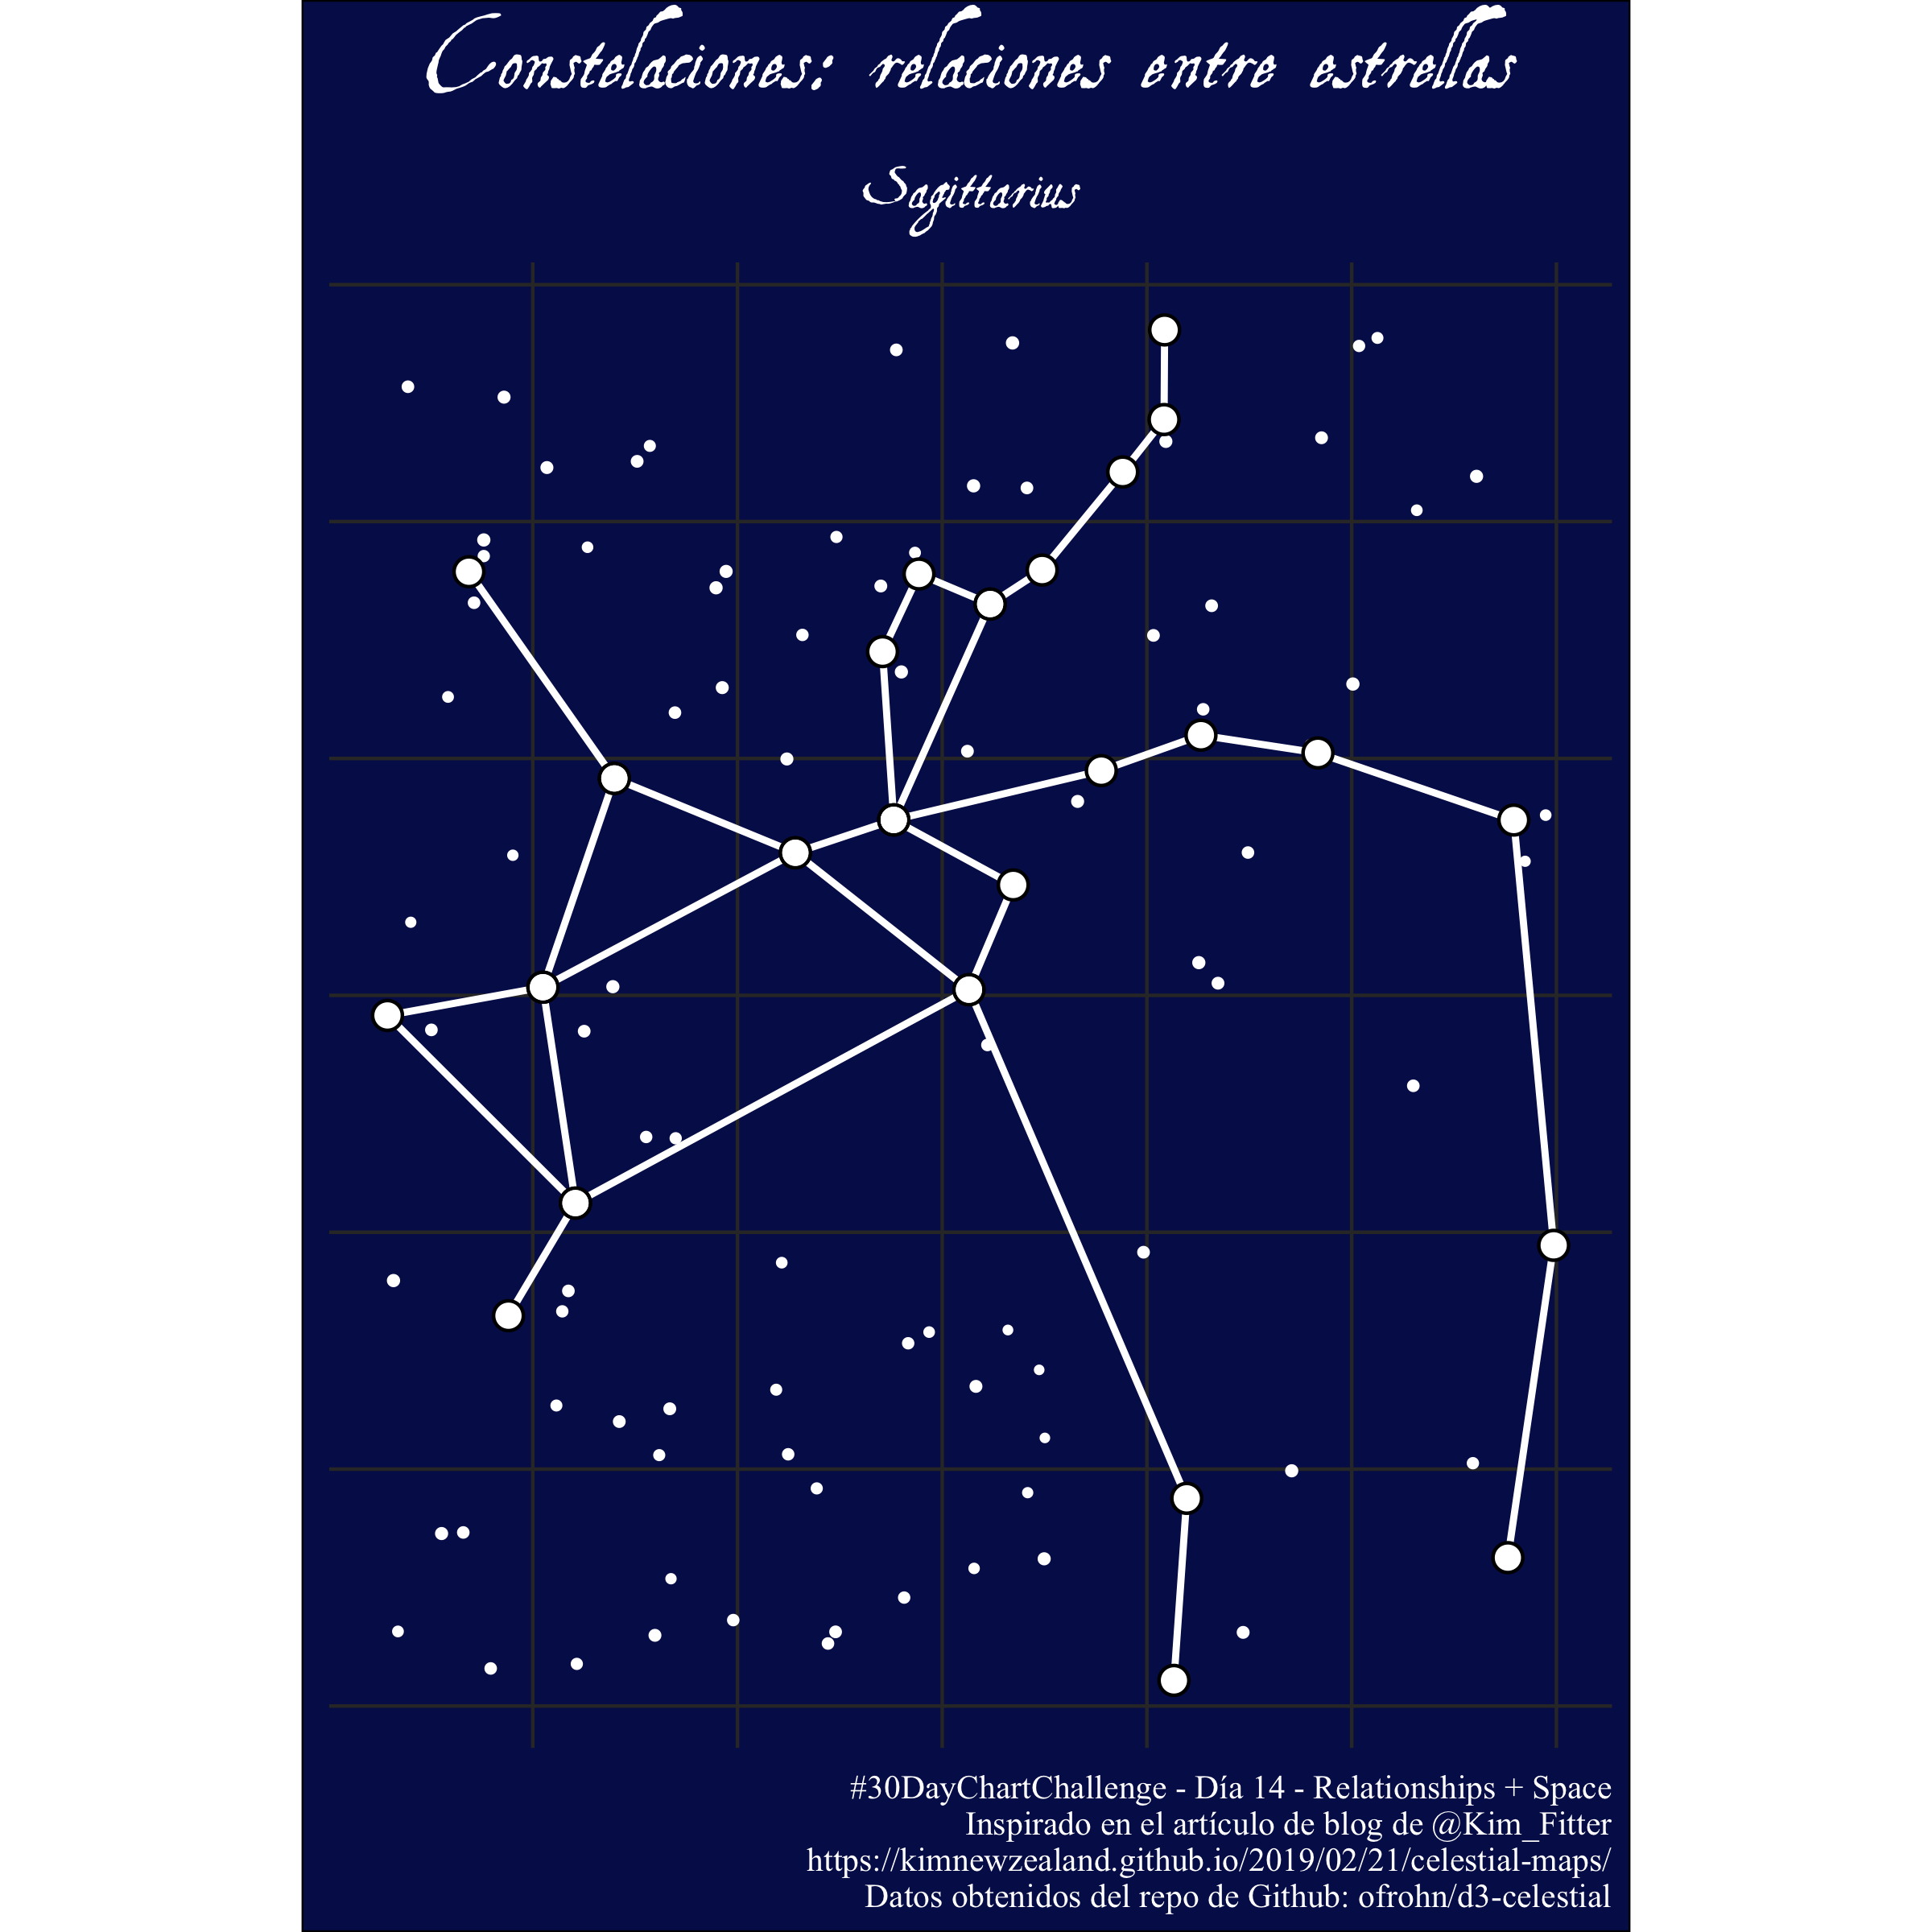 Constelaciones: relaciones entre estrellas
Sagittarius
#30DayChartChallenge - Día 14 - Relationships + Space
Inspirado en el artículo de blog de @Kim_Fitter
https://kimnewzealand.github.io/2019/02/21/celestial-maps/
Datos obtenidos del repo de Github: ofrohn/d3-celestial